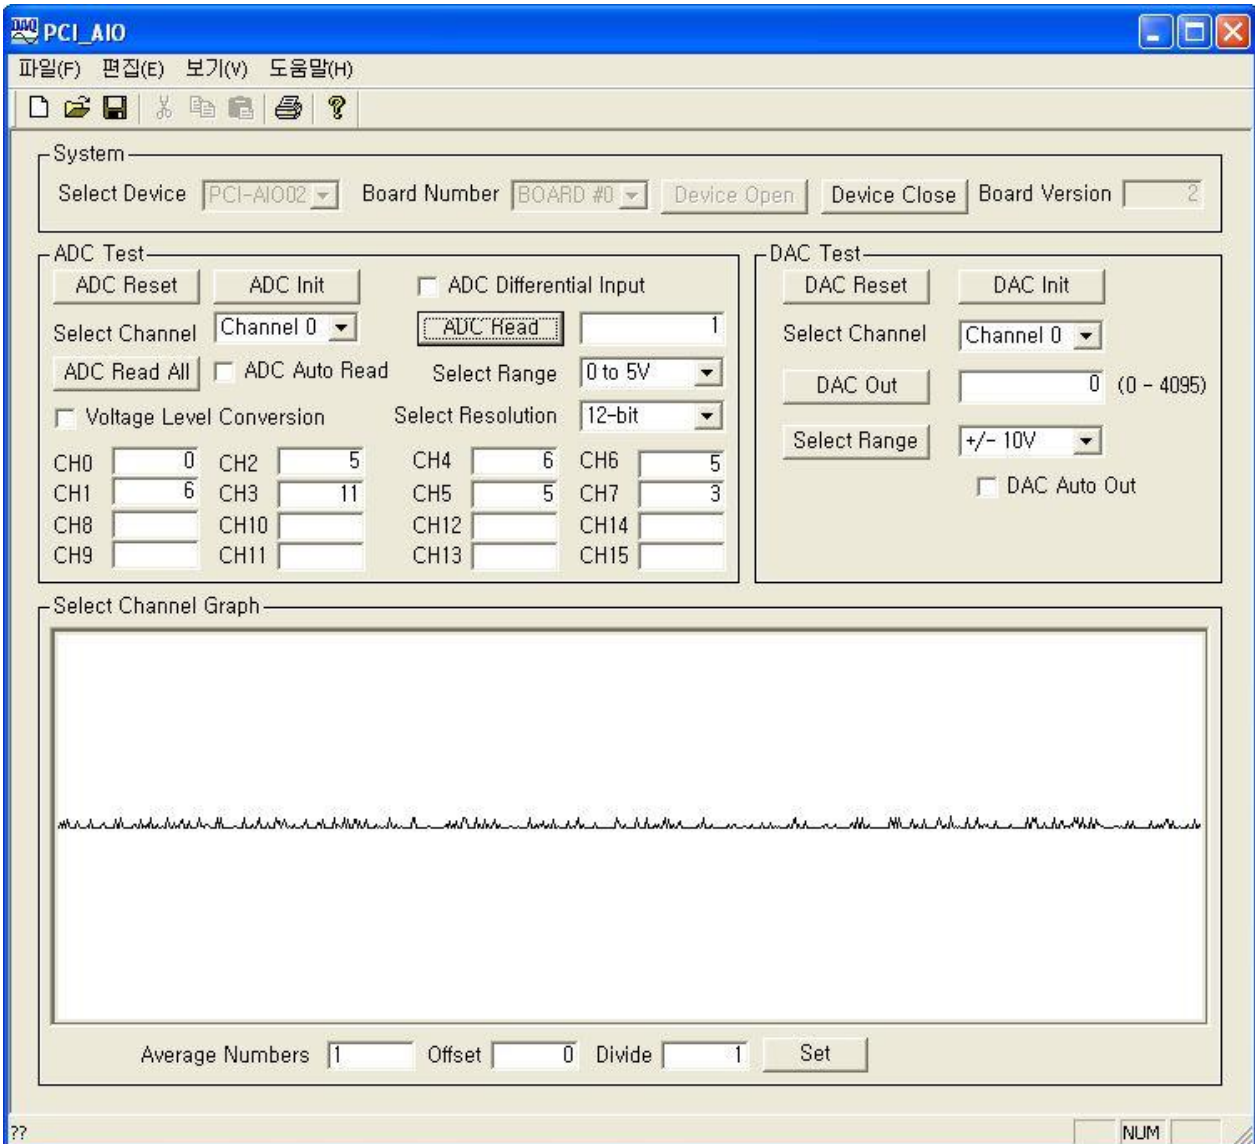 PCI_AIO
파일(F) 편집(E) 보기(V) 도움말(H)
System
Select Device PCI-AIO02 Board Number BOARD #0 Device Open Device Close Board Version 2
ADC Test
ADC Reset ADC Init ADC Differential Input
Select Channel Channel 0 ADC Read 1
ADC Read All ADC Auto Read Select Range 0 to 5V
Voltage Level Conversion Select Resolution 12-bit
CH0 0 CH2 5 CH4 6 CH6 5
CH1 6 CH3 11 CH5 5 CH7 3
CH8 CH10 CH12 CH14
CH9 CH11 CH13 CH15
DAC Test
DAC Reset DAC Init
Select Channel Channel 0
DAC Out 0 (0 - 4095)
Select Range +/- 10V
DAC Auto Out
Select Channel Graph
Average Numbers 1 Offset 0 Divide 1 Set
?? NUM